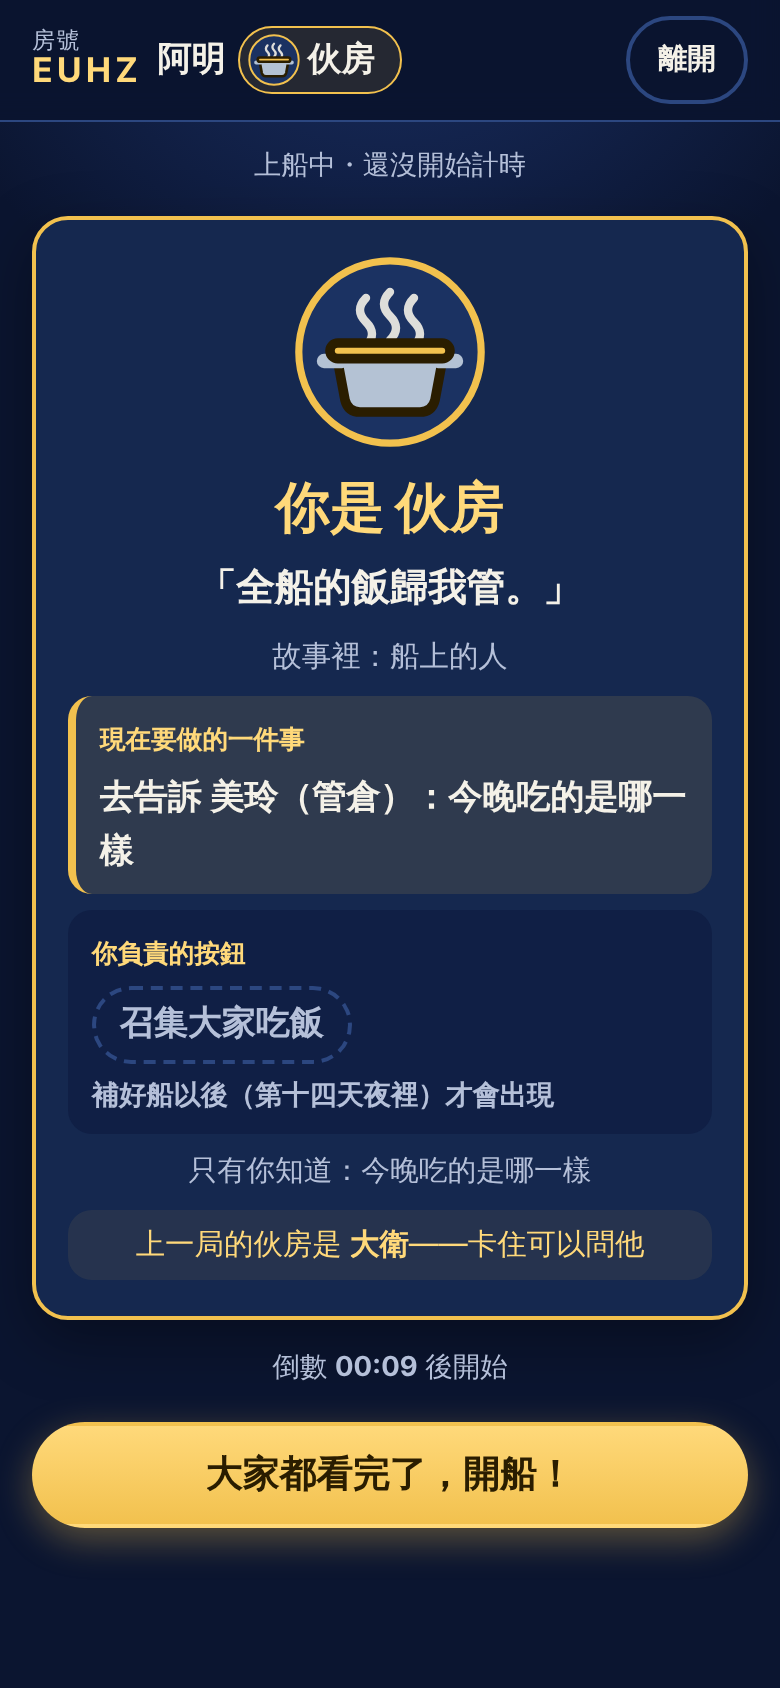 房號
EUHZ
阿明
伙房
離開
上船中・還沒開始計時
你是 伙房
「全船的飯歸我管。」
故事裡：船上的人
現在要做的一件事
去告訴 美玲（管倉）：今晚吃的是哪一
樣
你負責的按鈕
召集大家吃飯
補好船以後（第十四天夜裡）才會出現
只有你知道：今晚吃的是哪一樣
上一局的伙房是 大衛——卡住可以問他
倒數 00:09 後開始
大家都看完了，開船！